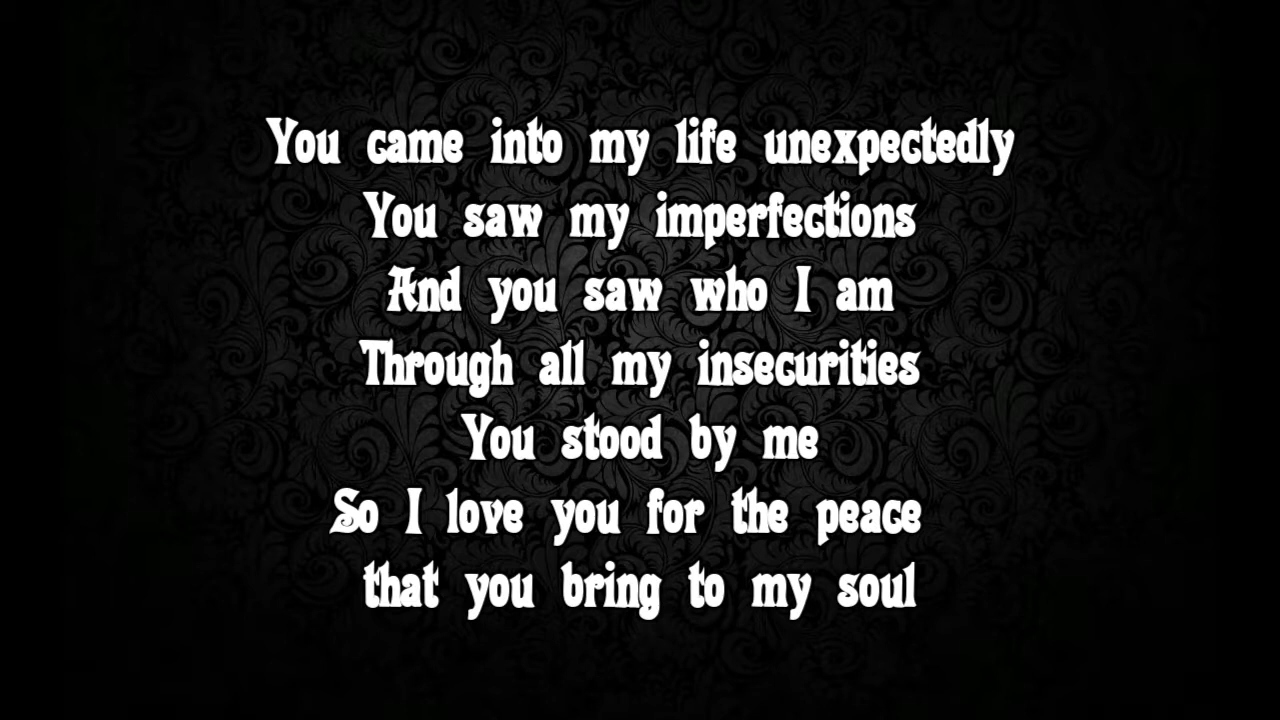 You came into my life unexpectedly
You saw my imperfections
And you saw who I am
Through all my insecurities
You stood by me
So I love you for the peace
that you bring to my soul